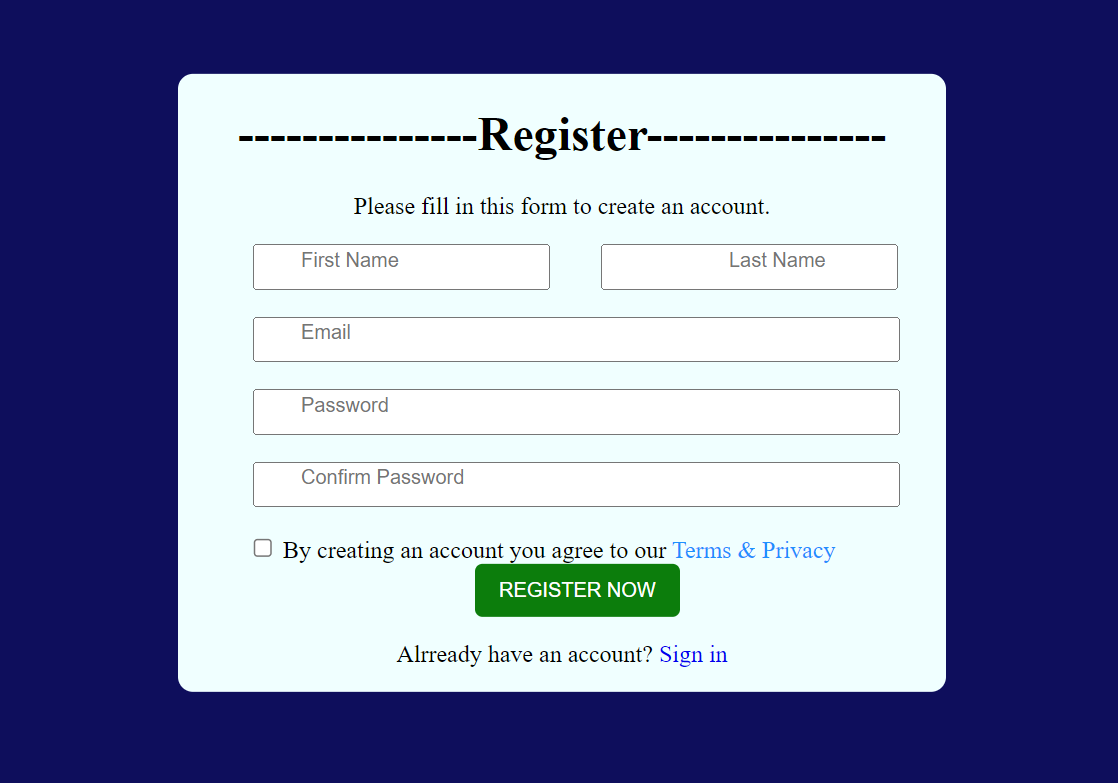 ---------------Register---------------
Please fill in this form to create an account.
First Name Last Name
Email
Password
Confirm Password
By creating an account you agree to our Terms & Privacy
REGISTER NOW
Alrready have an account? Sign in